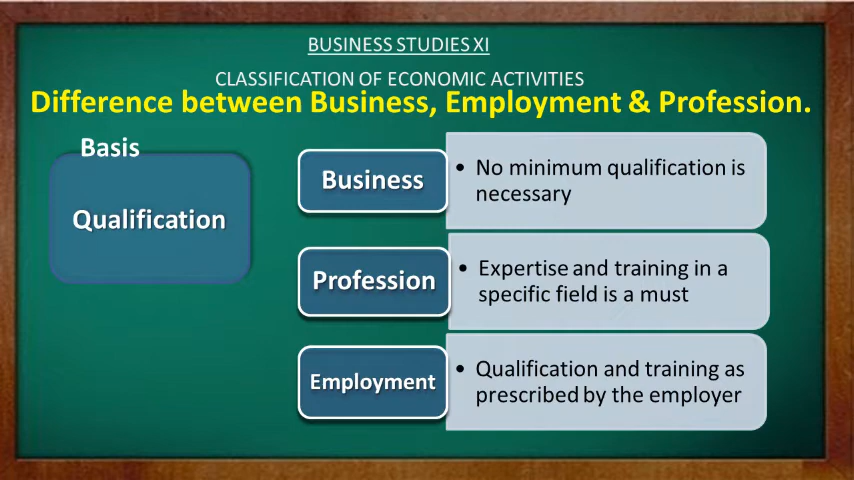 BUSINESS STUDIES XI
CLASSIFICATION OF ECONOMIC ACTIVITIES
Difference between Business, Employment & Profession.
Basis
Qualification
Business
• No minimum qualification is
necessary
Profession
• Expertise and training in a
specific field is a must
Employment
• Qualification and training as
prescribed by the employer